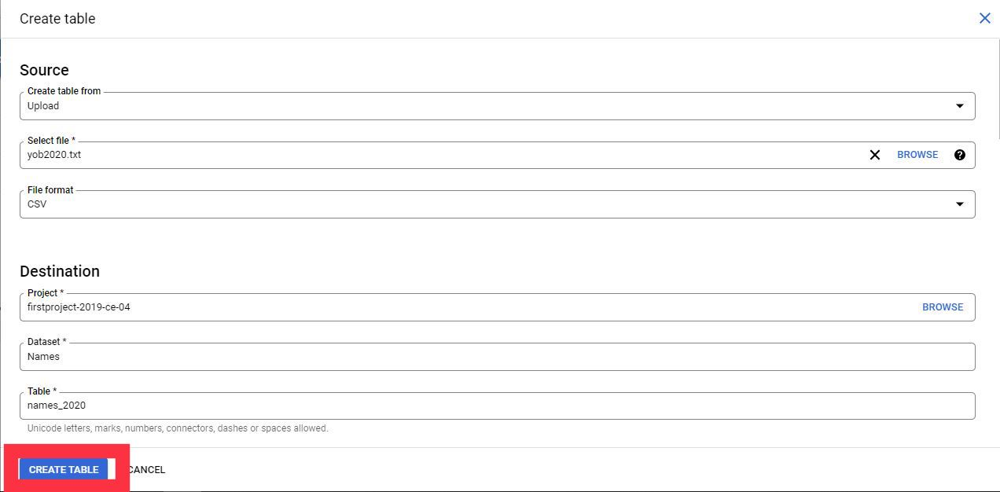 Create table
Source
Create table from
Upload
Select file *
yob2020.txt
BROWSE
File format
CSV
Destination
Project *
firstproject-2019-ce-04
BROWSE
Dataset *
Names
Table *
names_2020
Unicode letters, marks, numbers, connectors, dashes or spaces allowed.
CREATE TABLE CANCEL